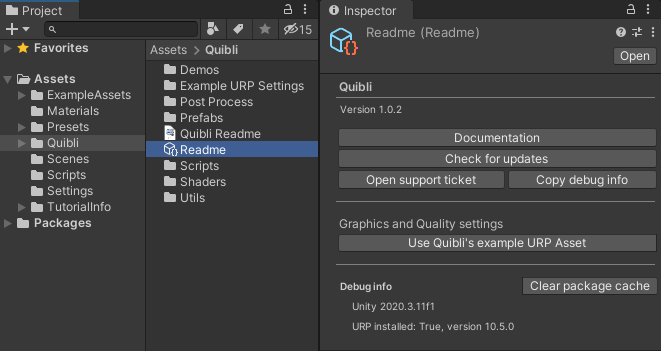 Project
15
Favorites
Assets
ExampleAssets
Materials
Presets
Quibli
Scenes
Scripts
Settings
TutorialInfo
Packages
Assets > Quibli
Demos
Example URP Settings
Post Process
Prefabs
Quibli Readme
Readme
Scripts
Shaders
Utils
Inspector
Readme (Readme)
Open
Quibli
Version 1.0.2
Documentation
Check for updates
Open support ticket Copy debug info
Graphics and Quality settings
Use Quibli's example URP Asset
Debug info Clear package cache
Unity 2020.3.11f1
URP installed: True, version 10.5.0